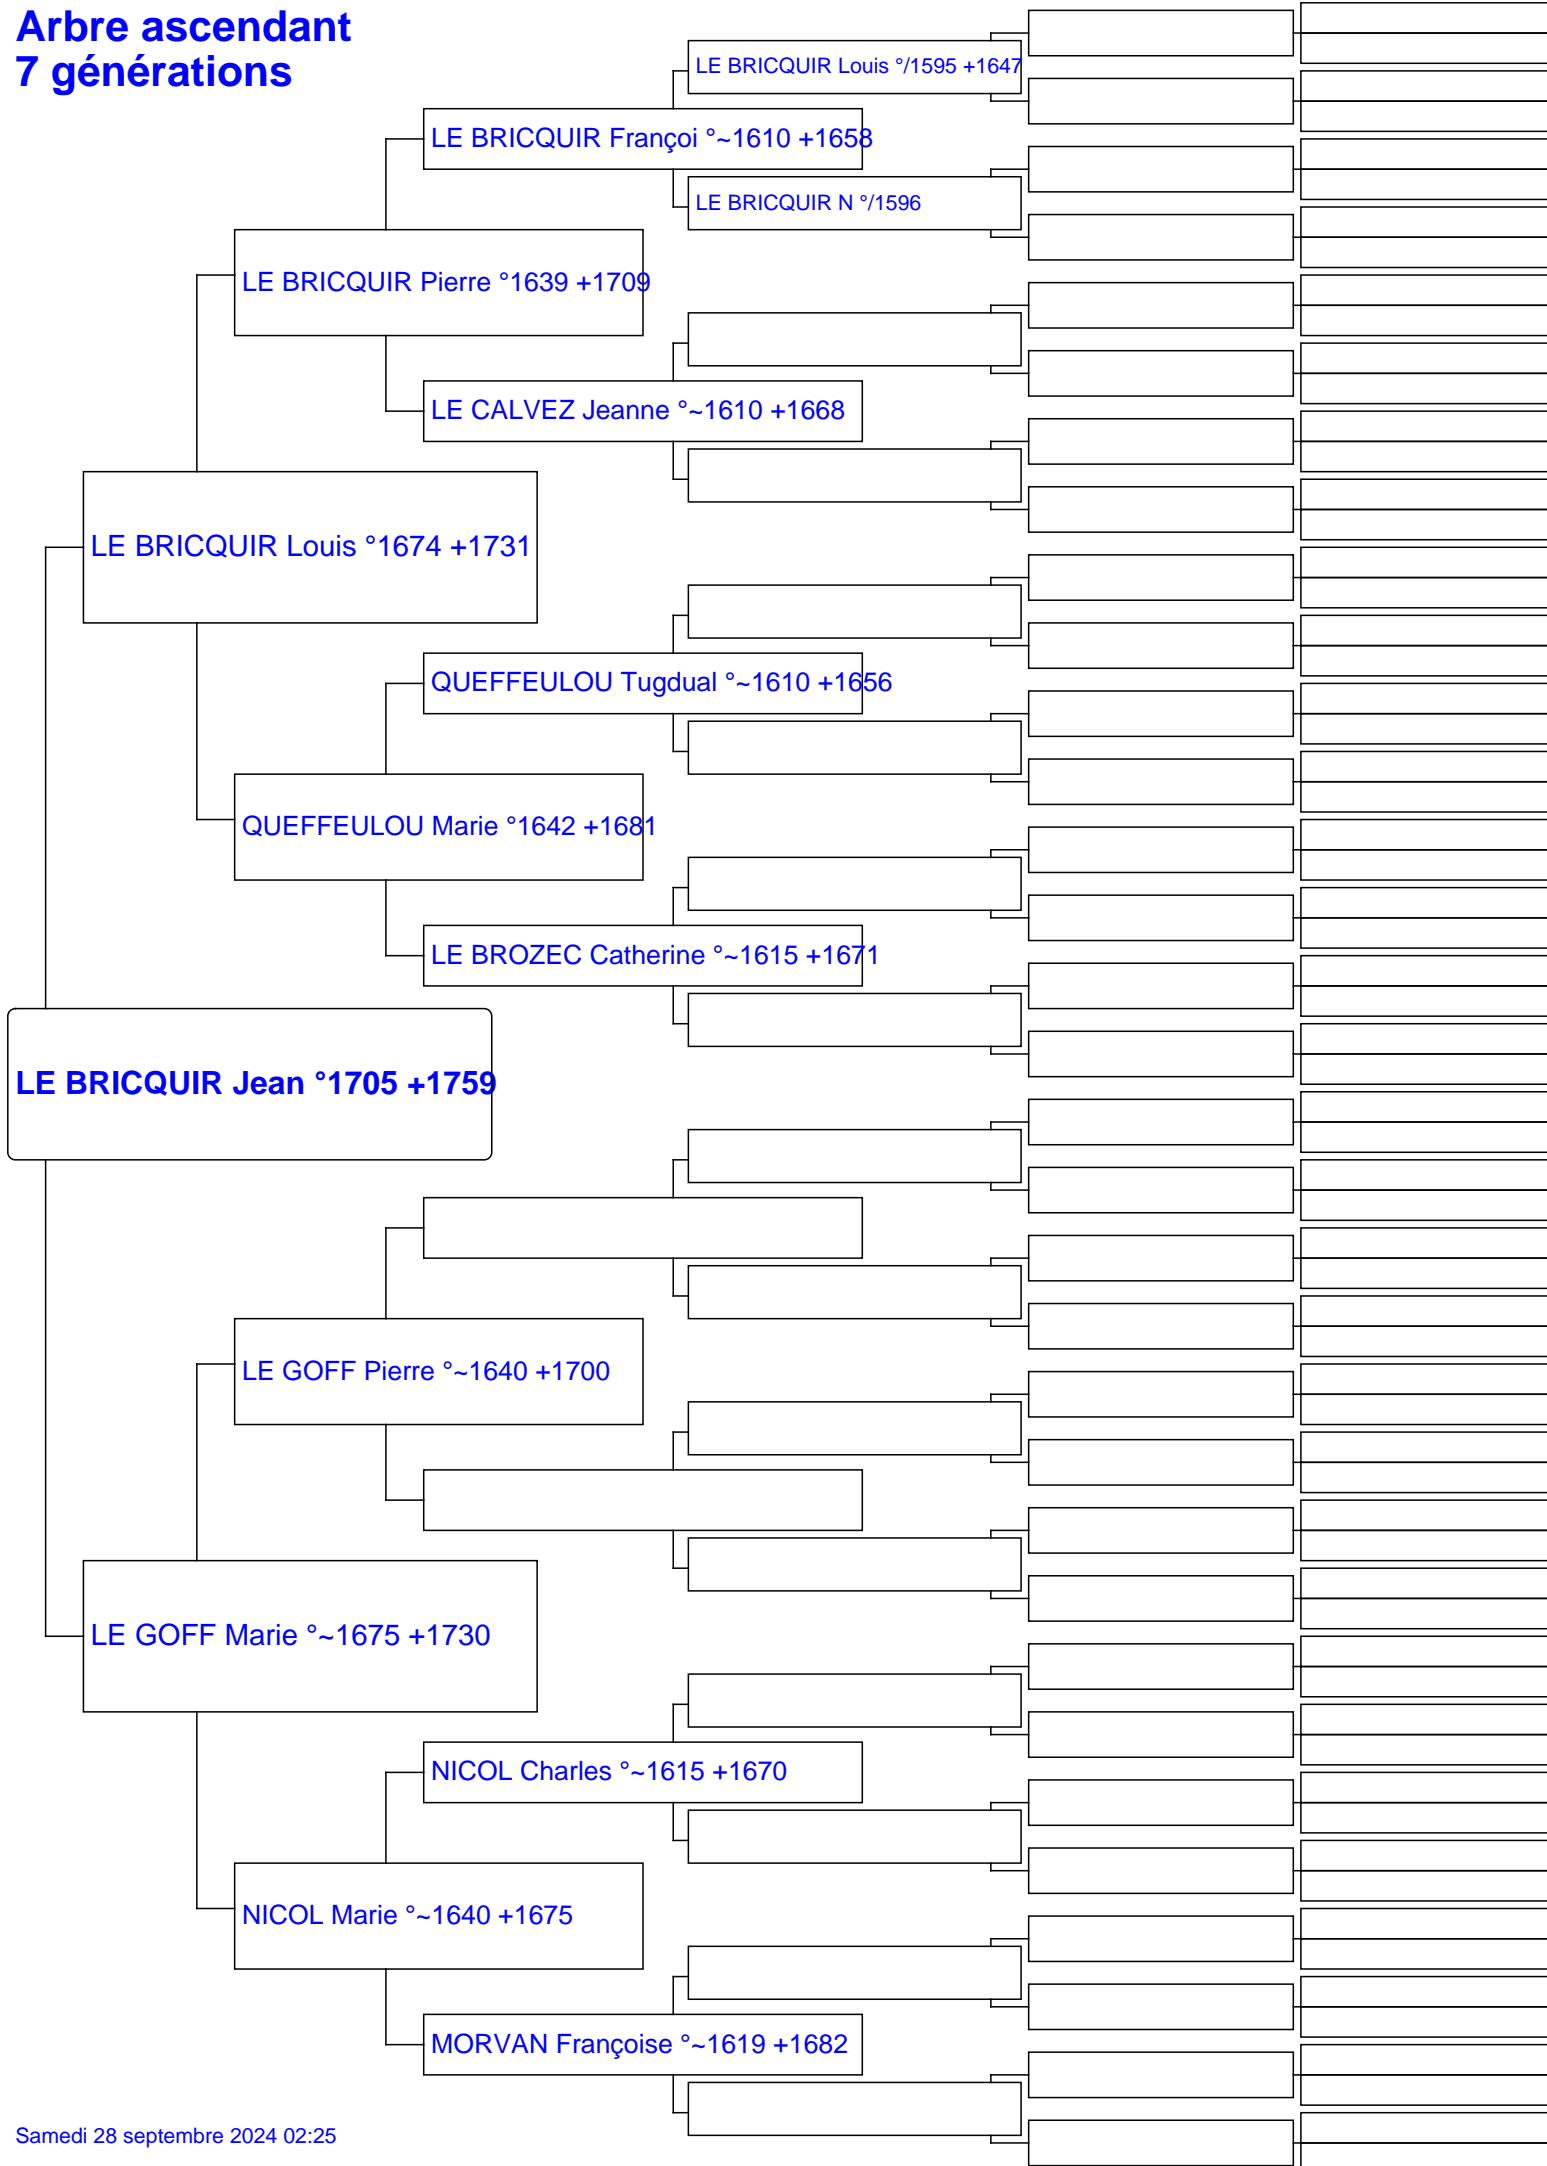 Arbre ascendant
7 générations
LE BRICQUIR Louis °/1595 +1647
LE BRICQUIR Françoi °~1610 +1658
LE BRICQUIR N °/1596
LE BRICQUIR Pierre °1639 +1709
LE CALVEZ Jeanne °~1610 +1668
LE BRICQUIR Louis °1674 +1731
QUEFFEULOU Tugdual °~1610 +1656
QUEFFEULOU Marie °1642 +1681
LE BROZEC Catherine °~1615 +1671
LE BRICQUIR Jean °1705 +1759
LE GOFF Pierre °~1640 +1700
LE GOFF Marie °~1675 +1730
NICOL Charles °~1615 +1670
NICOL Marie °~1640 +1675
MORVAN Françoise °~1619 +1682
Samedi 28 septembre 2024 02:25